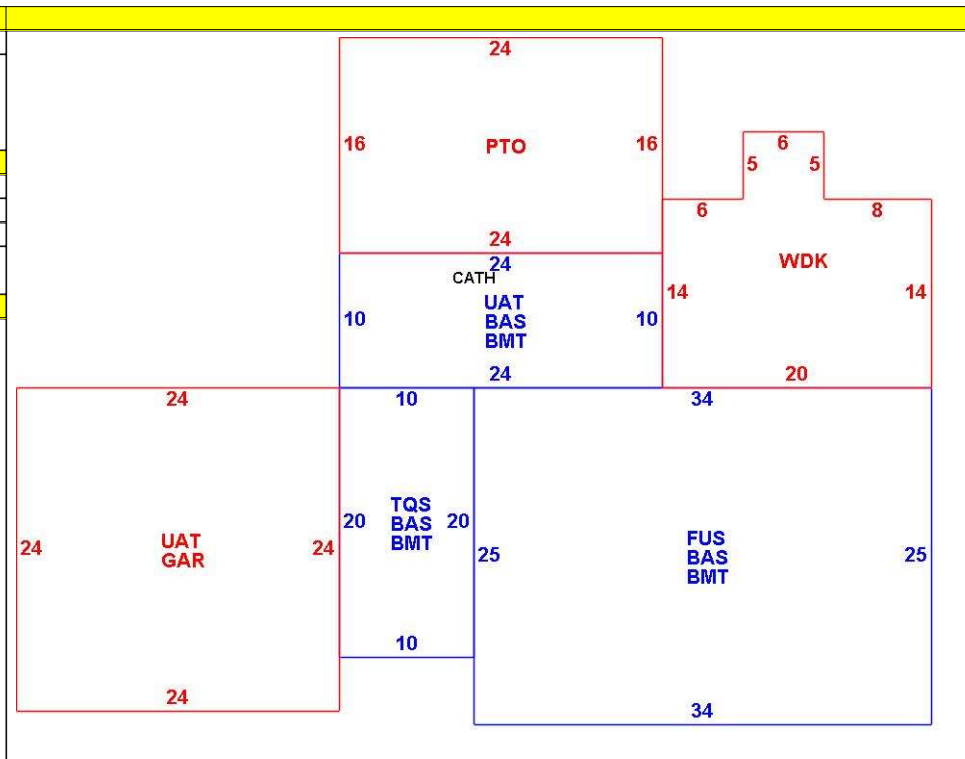 24
16 PTO 16
6
5 5
6 8
24
24
CATH
WDK
14 14
UAT
10 BAS 10
BMT
24 20
24 10 34
TQS
20 BAS 20
BMT
24 UAT 24
GAR
25 FUS 25
BAS
BMT
10
24 34